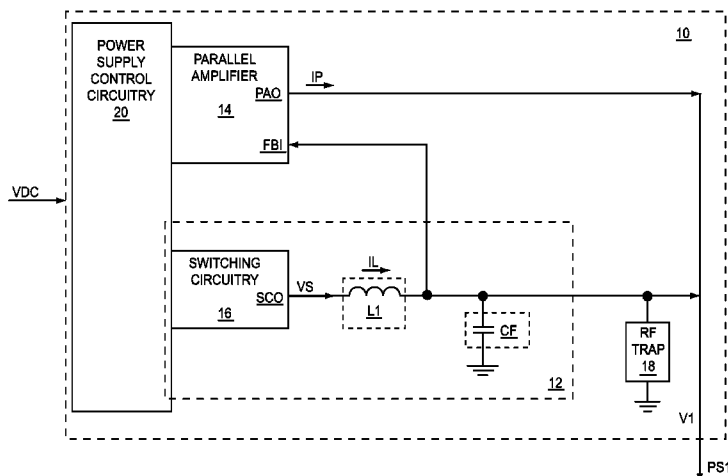 10
POWER
SUPPLY
CONTROL
CIRCUITRY
20
PARALLEL
AMPLIFIER
14
PAO
FBI
IP
VDC
SWITCHING
CIRCUITRY
16
SCO
VS
IL
L1
CF
12
RF
TRAP
18
V1
PS1